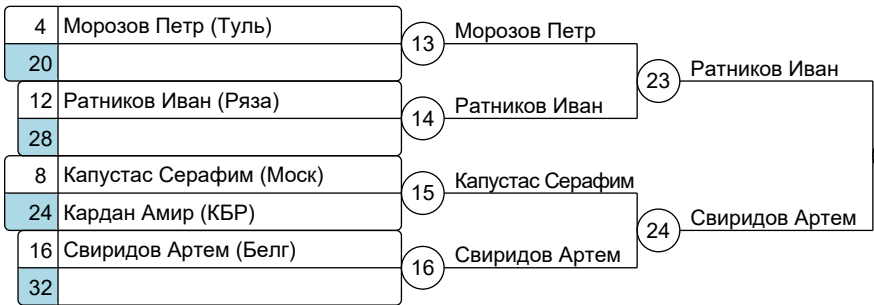 4 Морозов Петр (Туль)
20
13 Морозов Петр
12 Ратников Иван (Ряза)
28
14 Ратников Иван
23 Ратников Иван
8 Капустас Серафим (Моск)
24 Кардан Амир (КБР)
15 Капустас Серафим
16 Свиридов Артем (Белг)
32
16 Свиридов Артем
24 Свиридов Артем